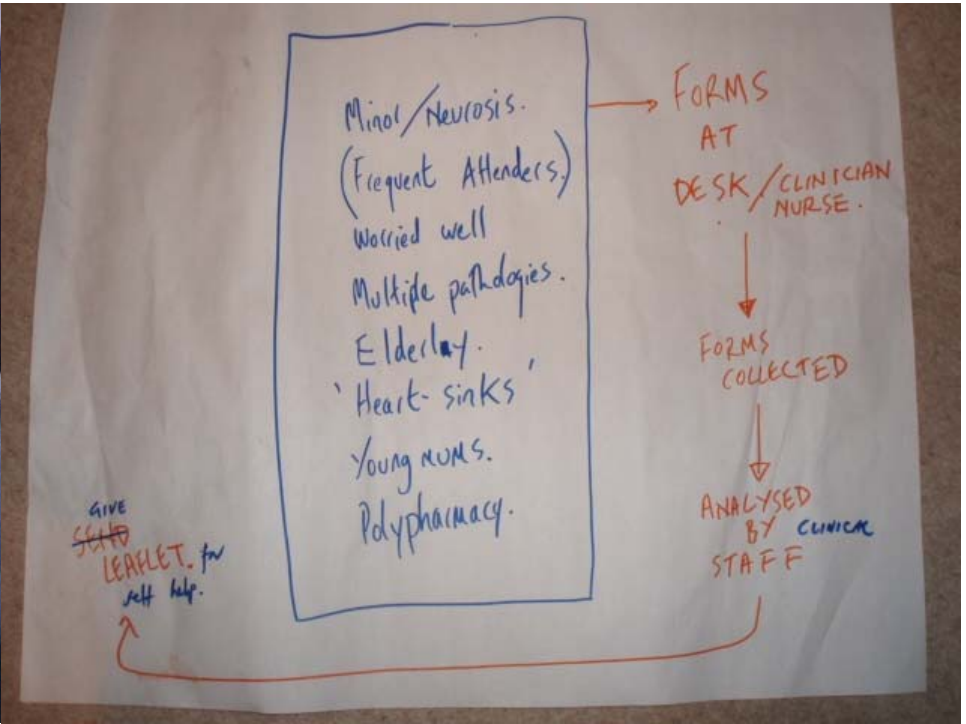 Minor/Neurosis.
(Frequent Attenders.)
Worried well
Multiple pathologies.
Elderlay.
'Heart-sinks'
Young mums.
Polypharmacy.
FORMS
AT
DESK/CLINICIAN
NURSE.
FORMS
COLLECTED
ANALYSED
BY CLINICAL
STAFF
GIVE
SEND
LEAFLET. for
self help.